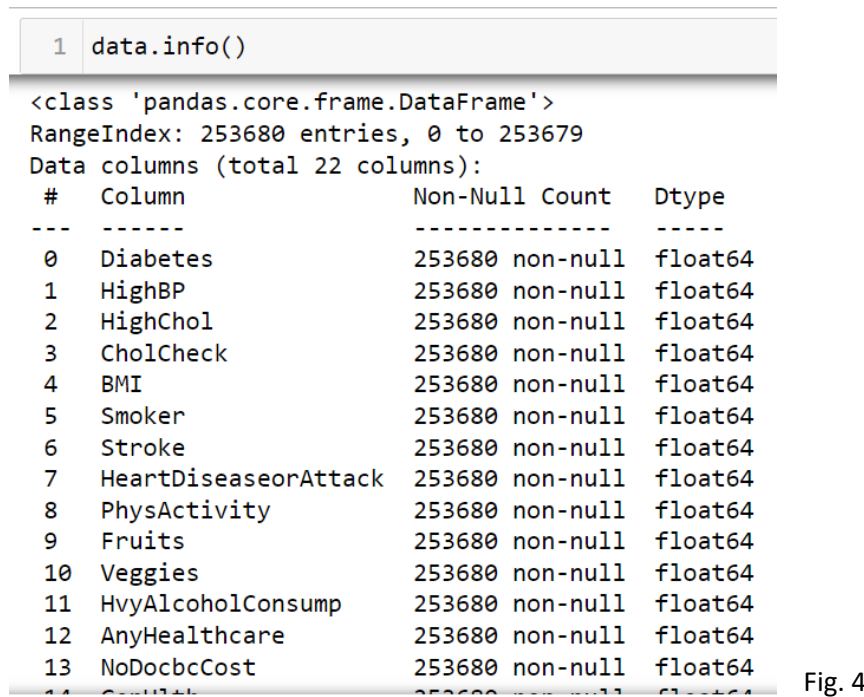 1 data.info()
<class 'pandas.core.frame.DataFrame'>
RangeIndex: 253680 entries, 0 to 253679
Data columns (total 22 columns):
# Column Non-Null Count Dtype
--- ------ -------------- -----
0 Diabetes 253680 non-null float64
1 HighBP 253680 non-null float64
2 HighChol 253680 non-null float64
3 CholCheck 253680 non-null float64
4 BMI 253680 non-null float64
5 Smoker 253680 non-null float64
6 Stroke 253680 non-null float64
7 HeartDiseaseorAttack 253680 non-null float64
8 PhysActivity 253680 non-null float64
9 Fruits 253680 non-null float64
10 Veggies 253680 non-null float64
11 HvyAlcoholConsump 253680 non-null float64
12 AnyHealthcare 253680 non-null float64
13 NoDocbcCost 253680 non-null float64
Fig. 4